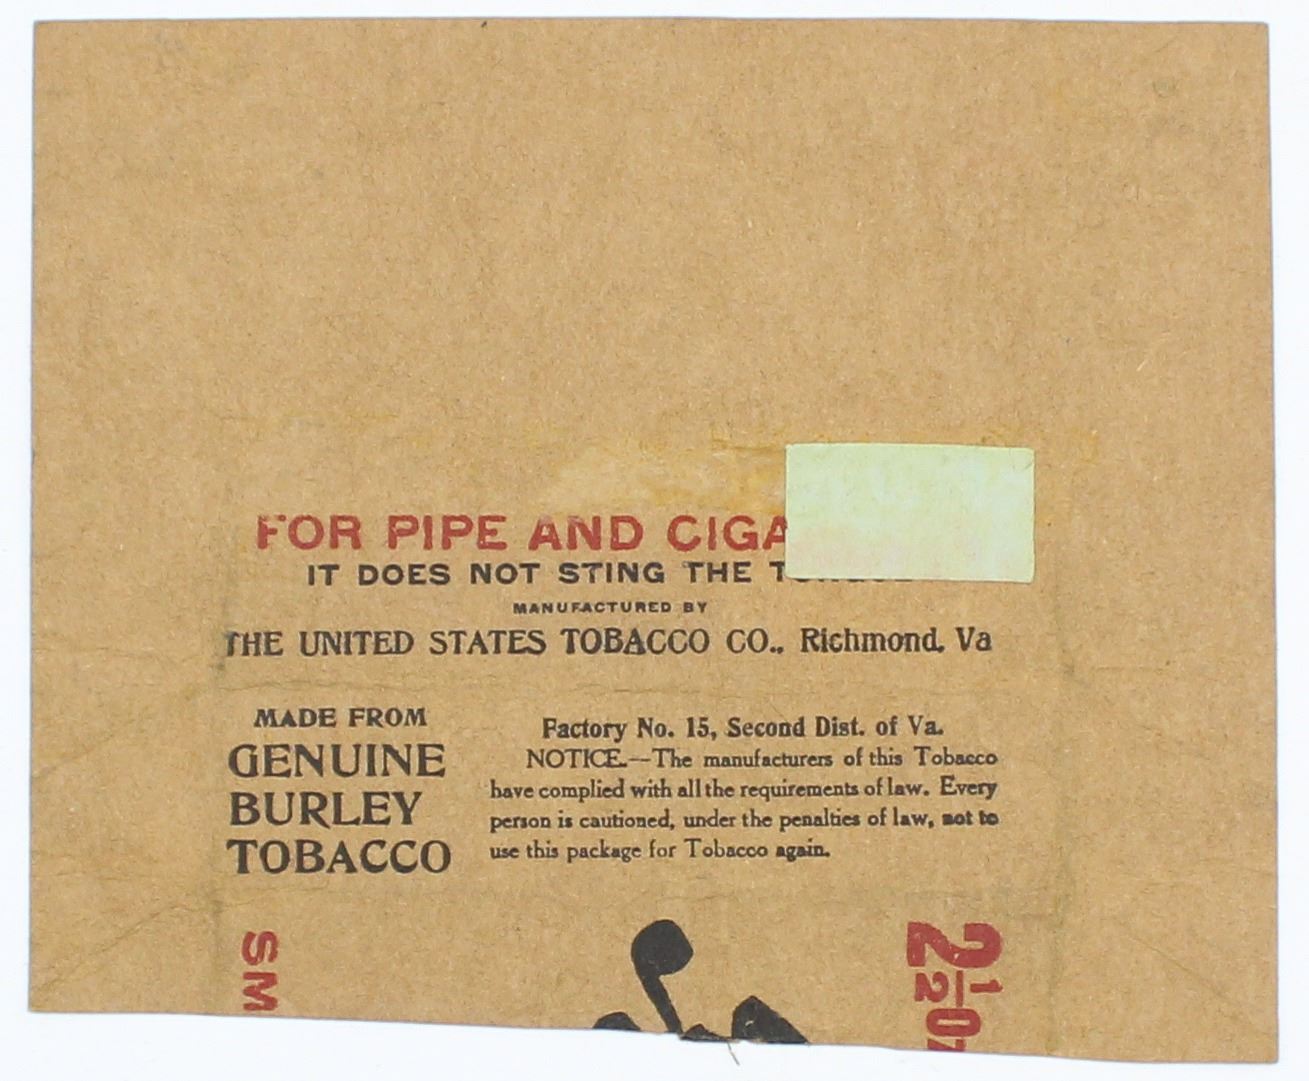 FOR PIPE AND CIGA
IT DOES NOT STING THE
MANUFACTURED BY
THE UNITED STATES TOBACCO CO., Richmond, Va
MADE FROM
GENUINE
BURLEY
TOBACCO
Factory No. 15, Second Dist. of Va.
NOTICE.--The manufacturers of this Tobacco
have complied with all the requirements of law. Every
person is cautioned, under the penalties of law, not to
use this package for Tobacco again.
SM
2 1/2 OZ